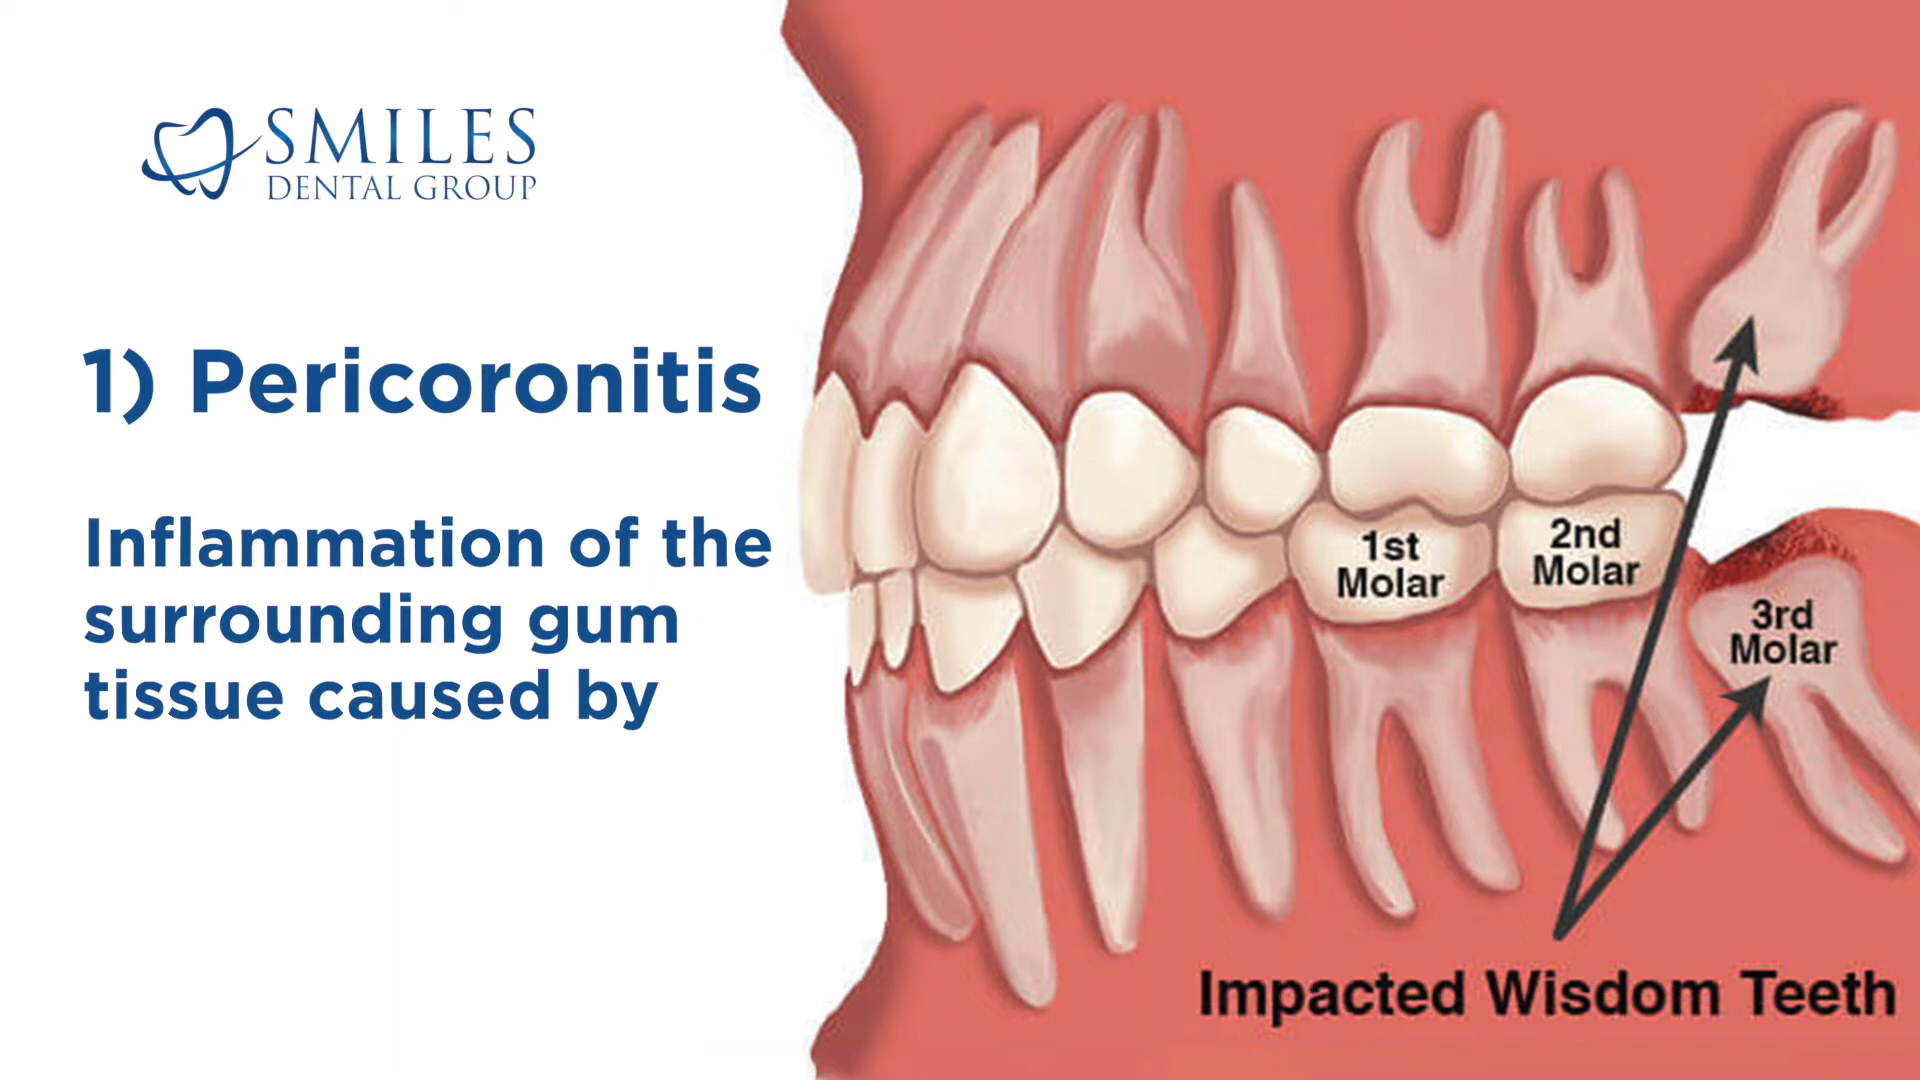 SMILES
DENTAL GROUP
1) Pericoronitis
Inflammation of the
surrounding gum
tissue caused by
1st
Molar
2nd
Molar
3rd
Molar
Impacted Wisdom Teeth